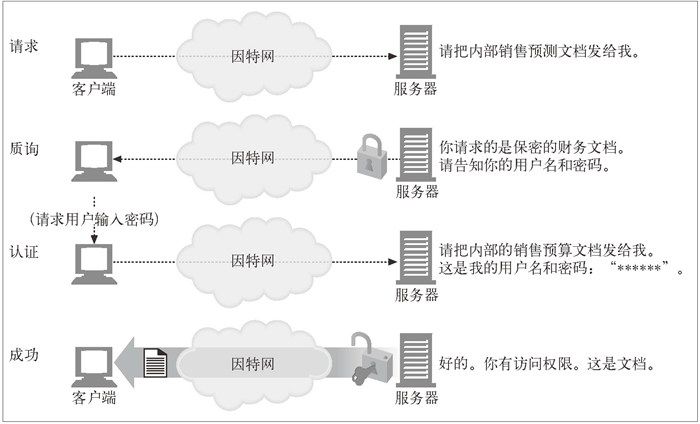 请求
因特网
请把内部销售预测文档发给我。
客户端
服务器
质询
因特网
你请求的是保密的财务文档。
请告知你的用户名和密码。
服务器
(请求用户输入密码)
认证
因特网
请把内部的销售预算文档发给我。
这是我的用户名和密码：“******”。
服务器
成功
因特网
好的。你有访问权限。这是文档。
客户端
服务器